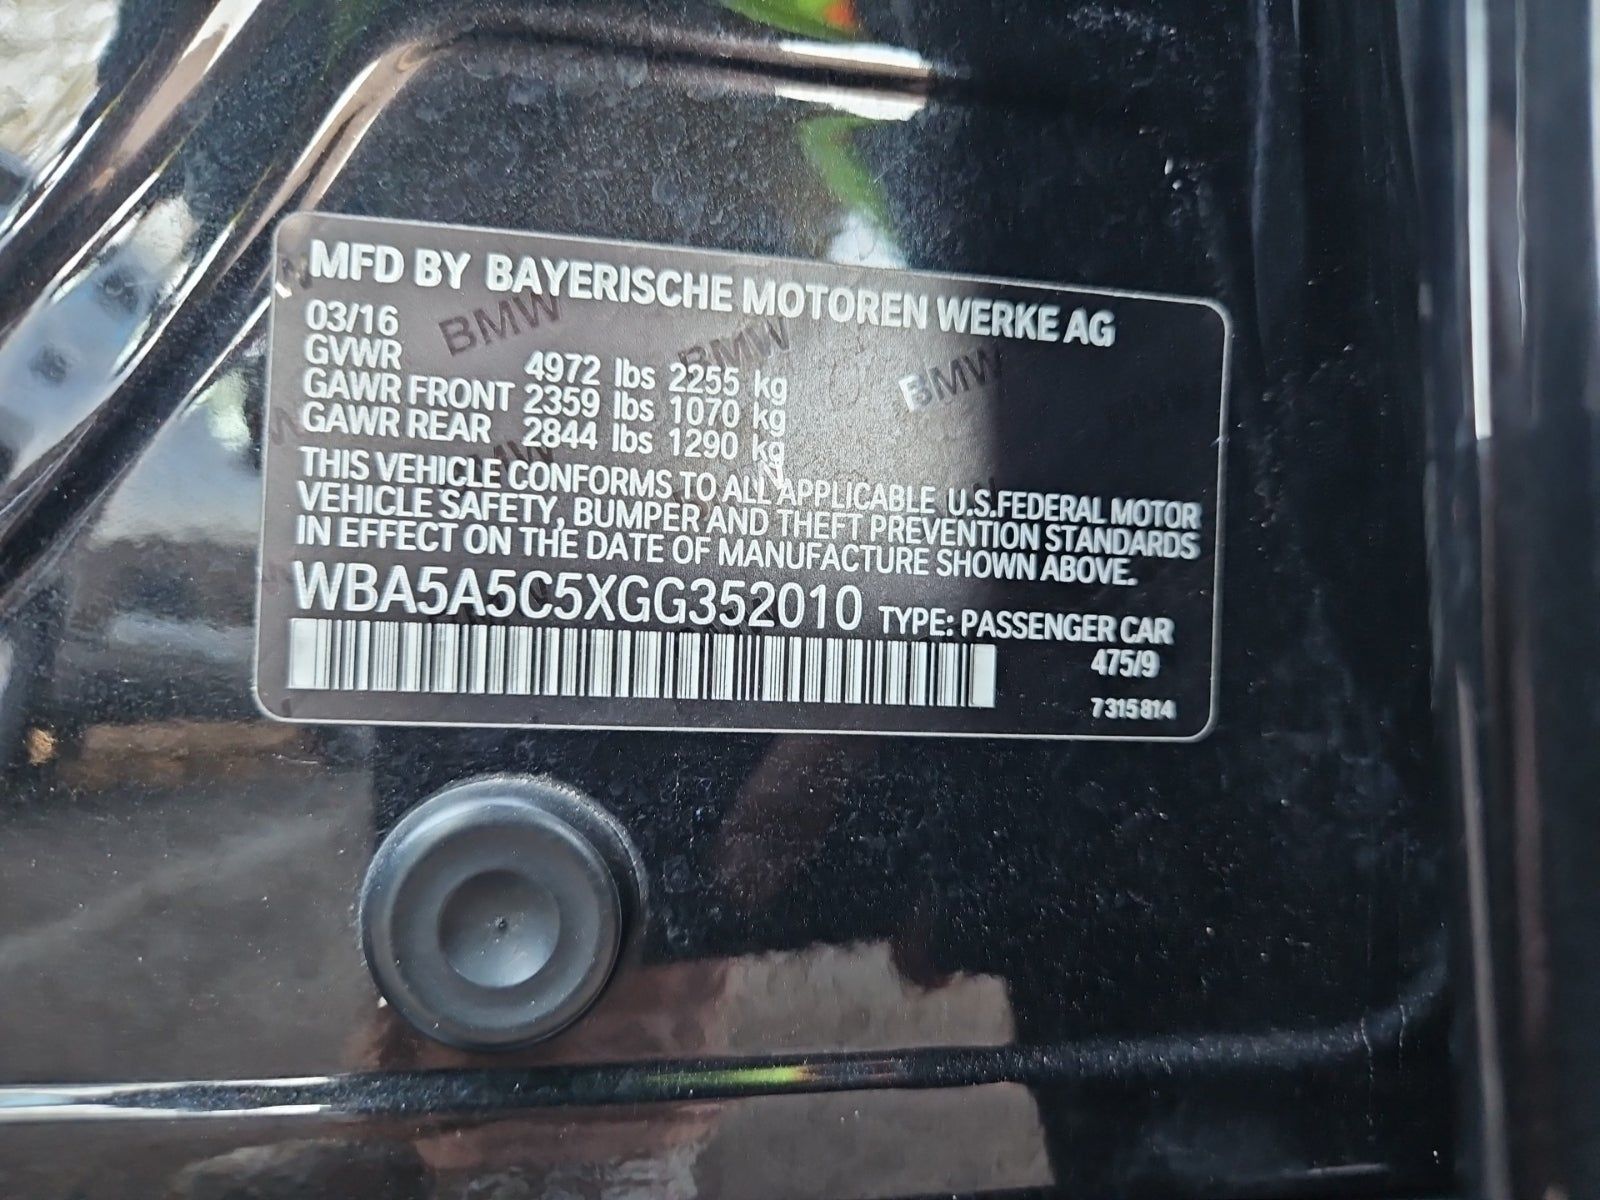 MFD BY BAYERISCHE MOTOREN WERKE AG
03/16
GVWR 4972 lbs 2255 kg
GAWR FRONT 2359 lbs 1070 kg
GAWR REAR 2844 lbs 1290 kg
THIS VEHICLE CONFORMS TO ALL APPLICABLE U.S.FEDERAL MOTOR
VEHICLE SAFETY, BUMPER AND THEFT PREVENTION STANDARDS
IN EFFECT ON THE DATE OF MANUFACTURE SHOWN ABOVE.
WBA5A5C5XGG352010 TYPE: PASSENGER CAR
475/9
7 315 814
BMW BMW BMW